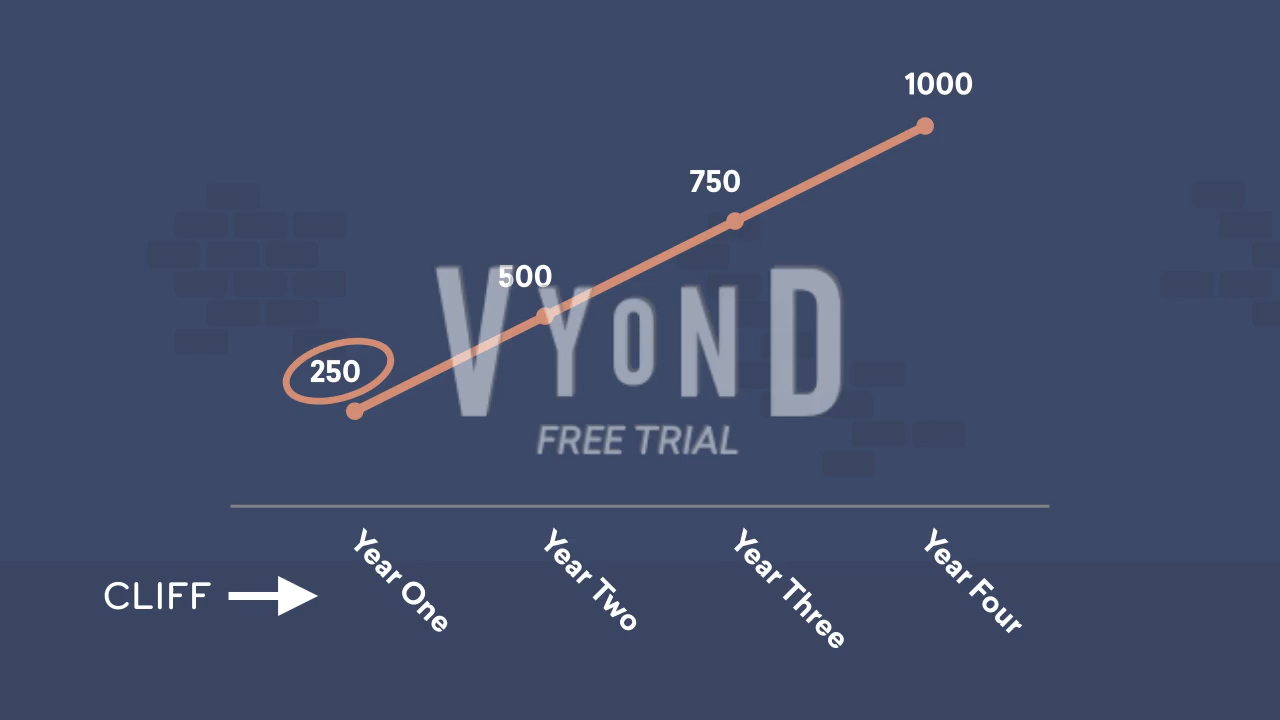 1000
750
500
250
VYOND
FREE TRIAL
Year One
Year Two
Year Three
Year Four
CLIFF